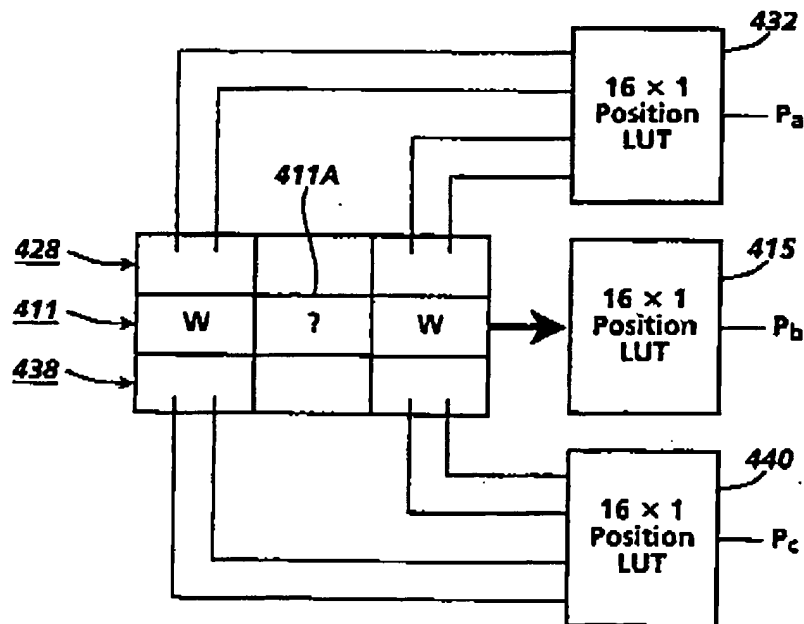 432
16 × 1
Position
LUT
Pa
411A
428
411
W
?
W
438
415
16 × 1
Position
LUT
Pb
440
16 × 1
Position
LUT
Pc